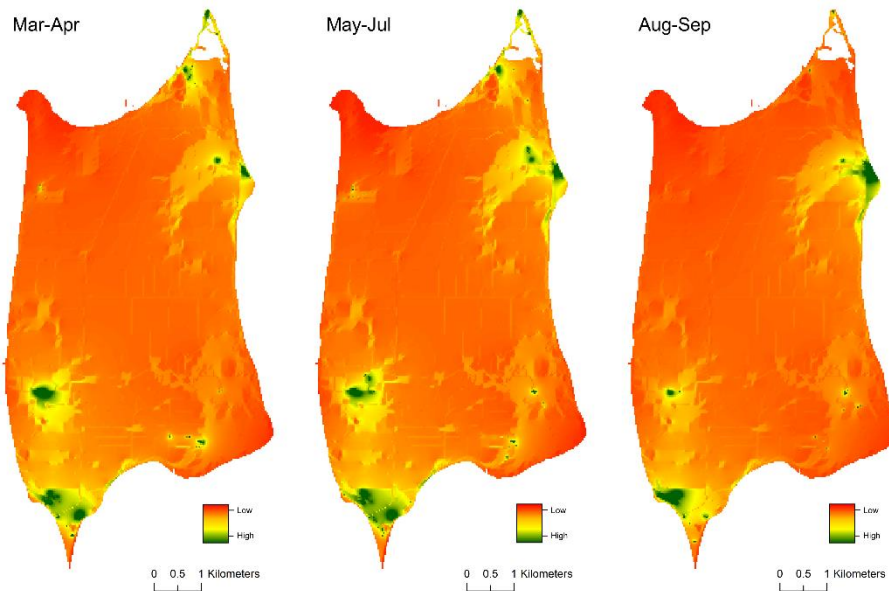 Mar-Apr
May-Jul
Aug-Sep
Low
High
Low
High
Low
High
0 0.5 1 Kilometers
0 0.5 1 Kilometers
0 0.5 1 Kilometers